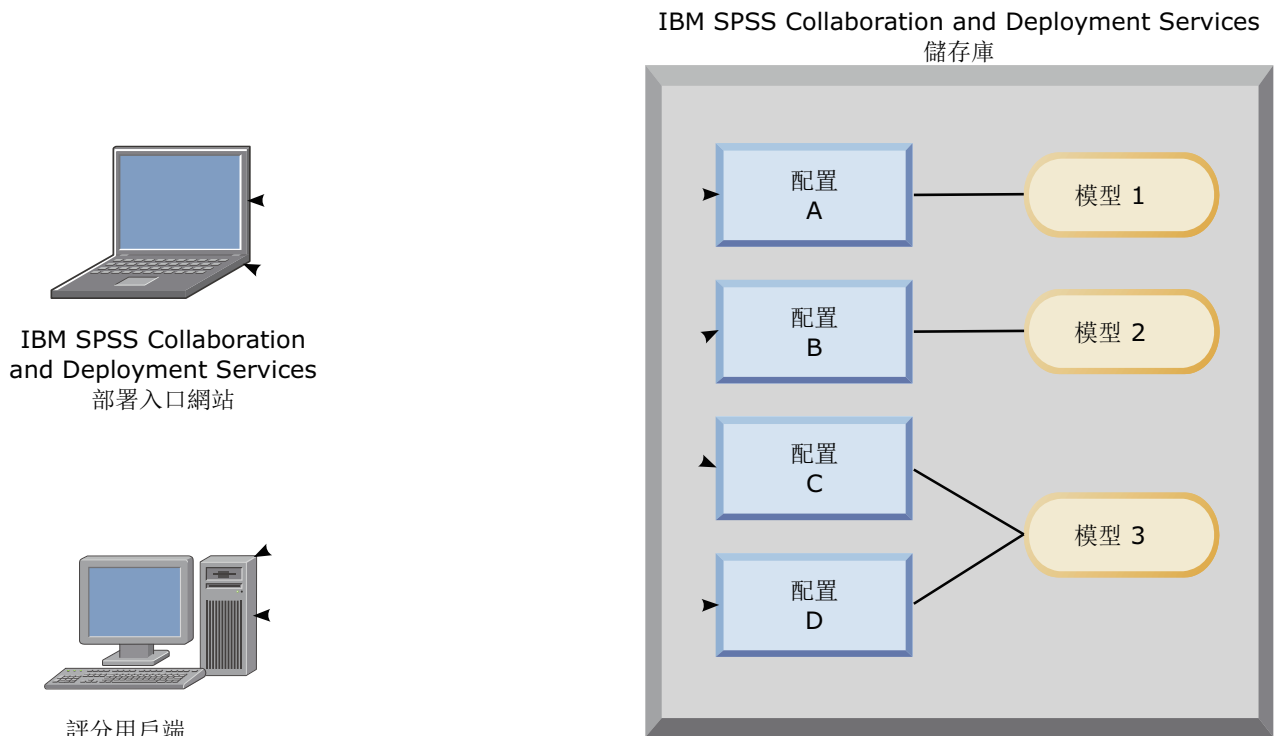 IBM SPSS Collaboration and Deployment Services
儲存庫
配置
A
模型 1
IBM SPSS Collaboration
and Deployment Services
部署入口網站
配置
B
模型 2
配置
C
模型 3
配置
D
評分用戶端